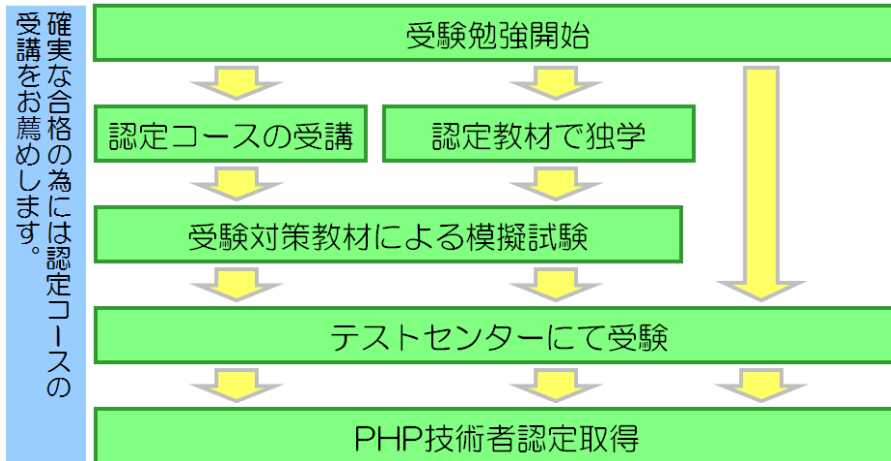 確実な合格の為には認定コースの
受講をお薦めします。
受験勉強開始
認定コースの受講
認定教材で独学
受験対策教材による模擬試験
テストセンターにて受験
PHP技術者認定取得